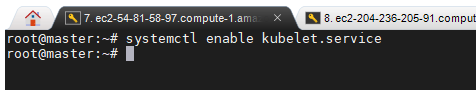 7. ec2-54-81-58-97.compute-1.ama
8. ec2-204-236-205-91.comput
root@master:~# systemctl enable kubelet.service
root@master:~#